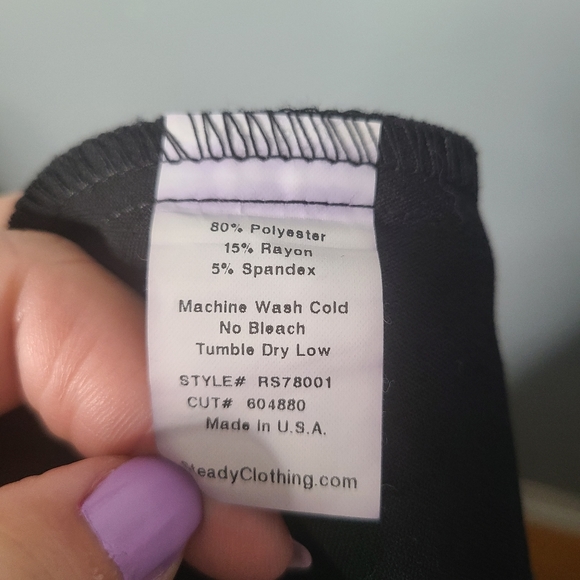 80% Polyester
15% Rayon
5% Spandex
Machine Wash Cold
No Bleach
Tumble Dry Low
STYLE# RS78001
CUT# 604880
Made in U.S.A.
SteadyClothing.com